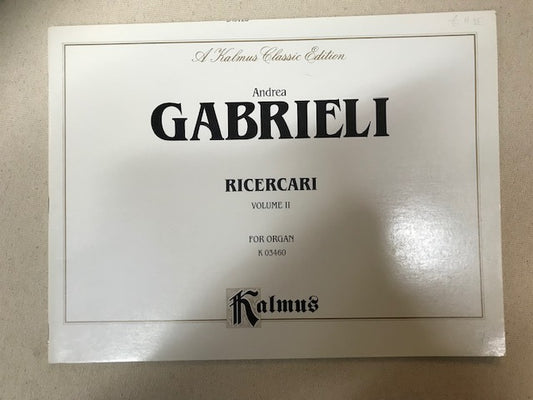 A Kalmus Classic Edition
Andrea
GABRIELI
RICERCARI
VOLUME II
FOR ORGAN
K 03460
Kalmus